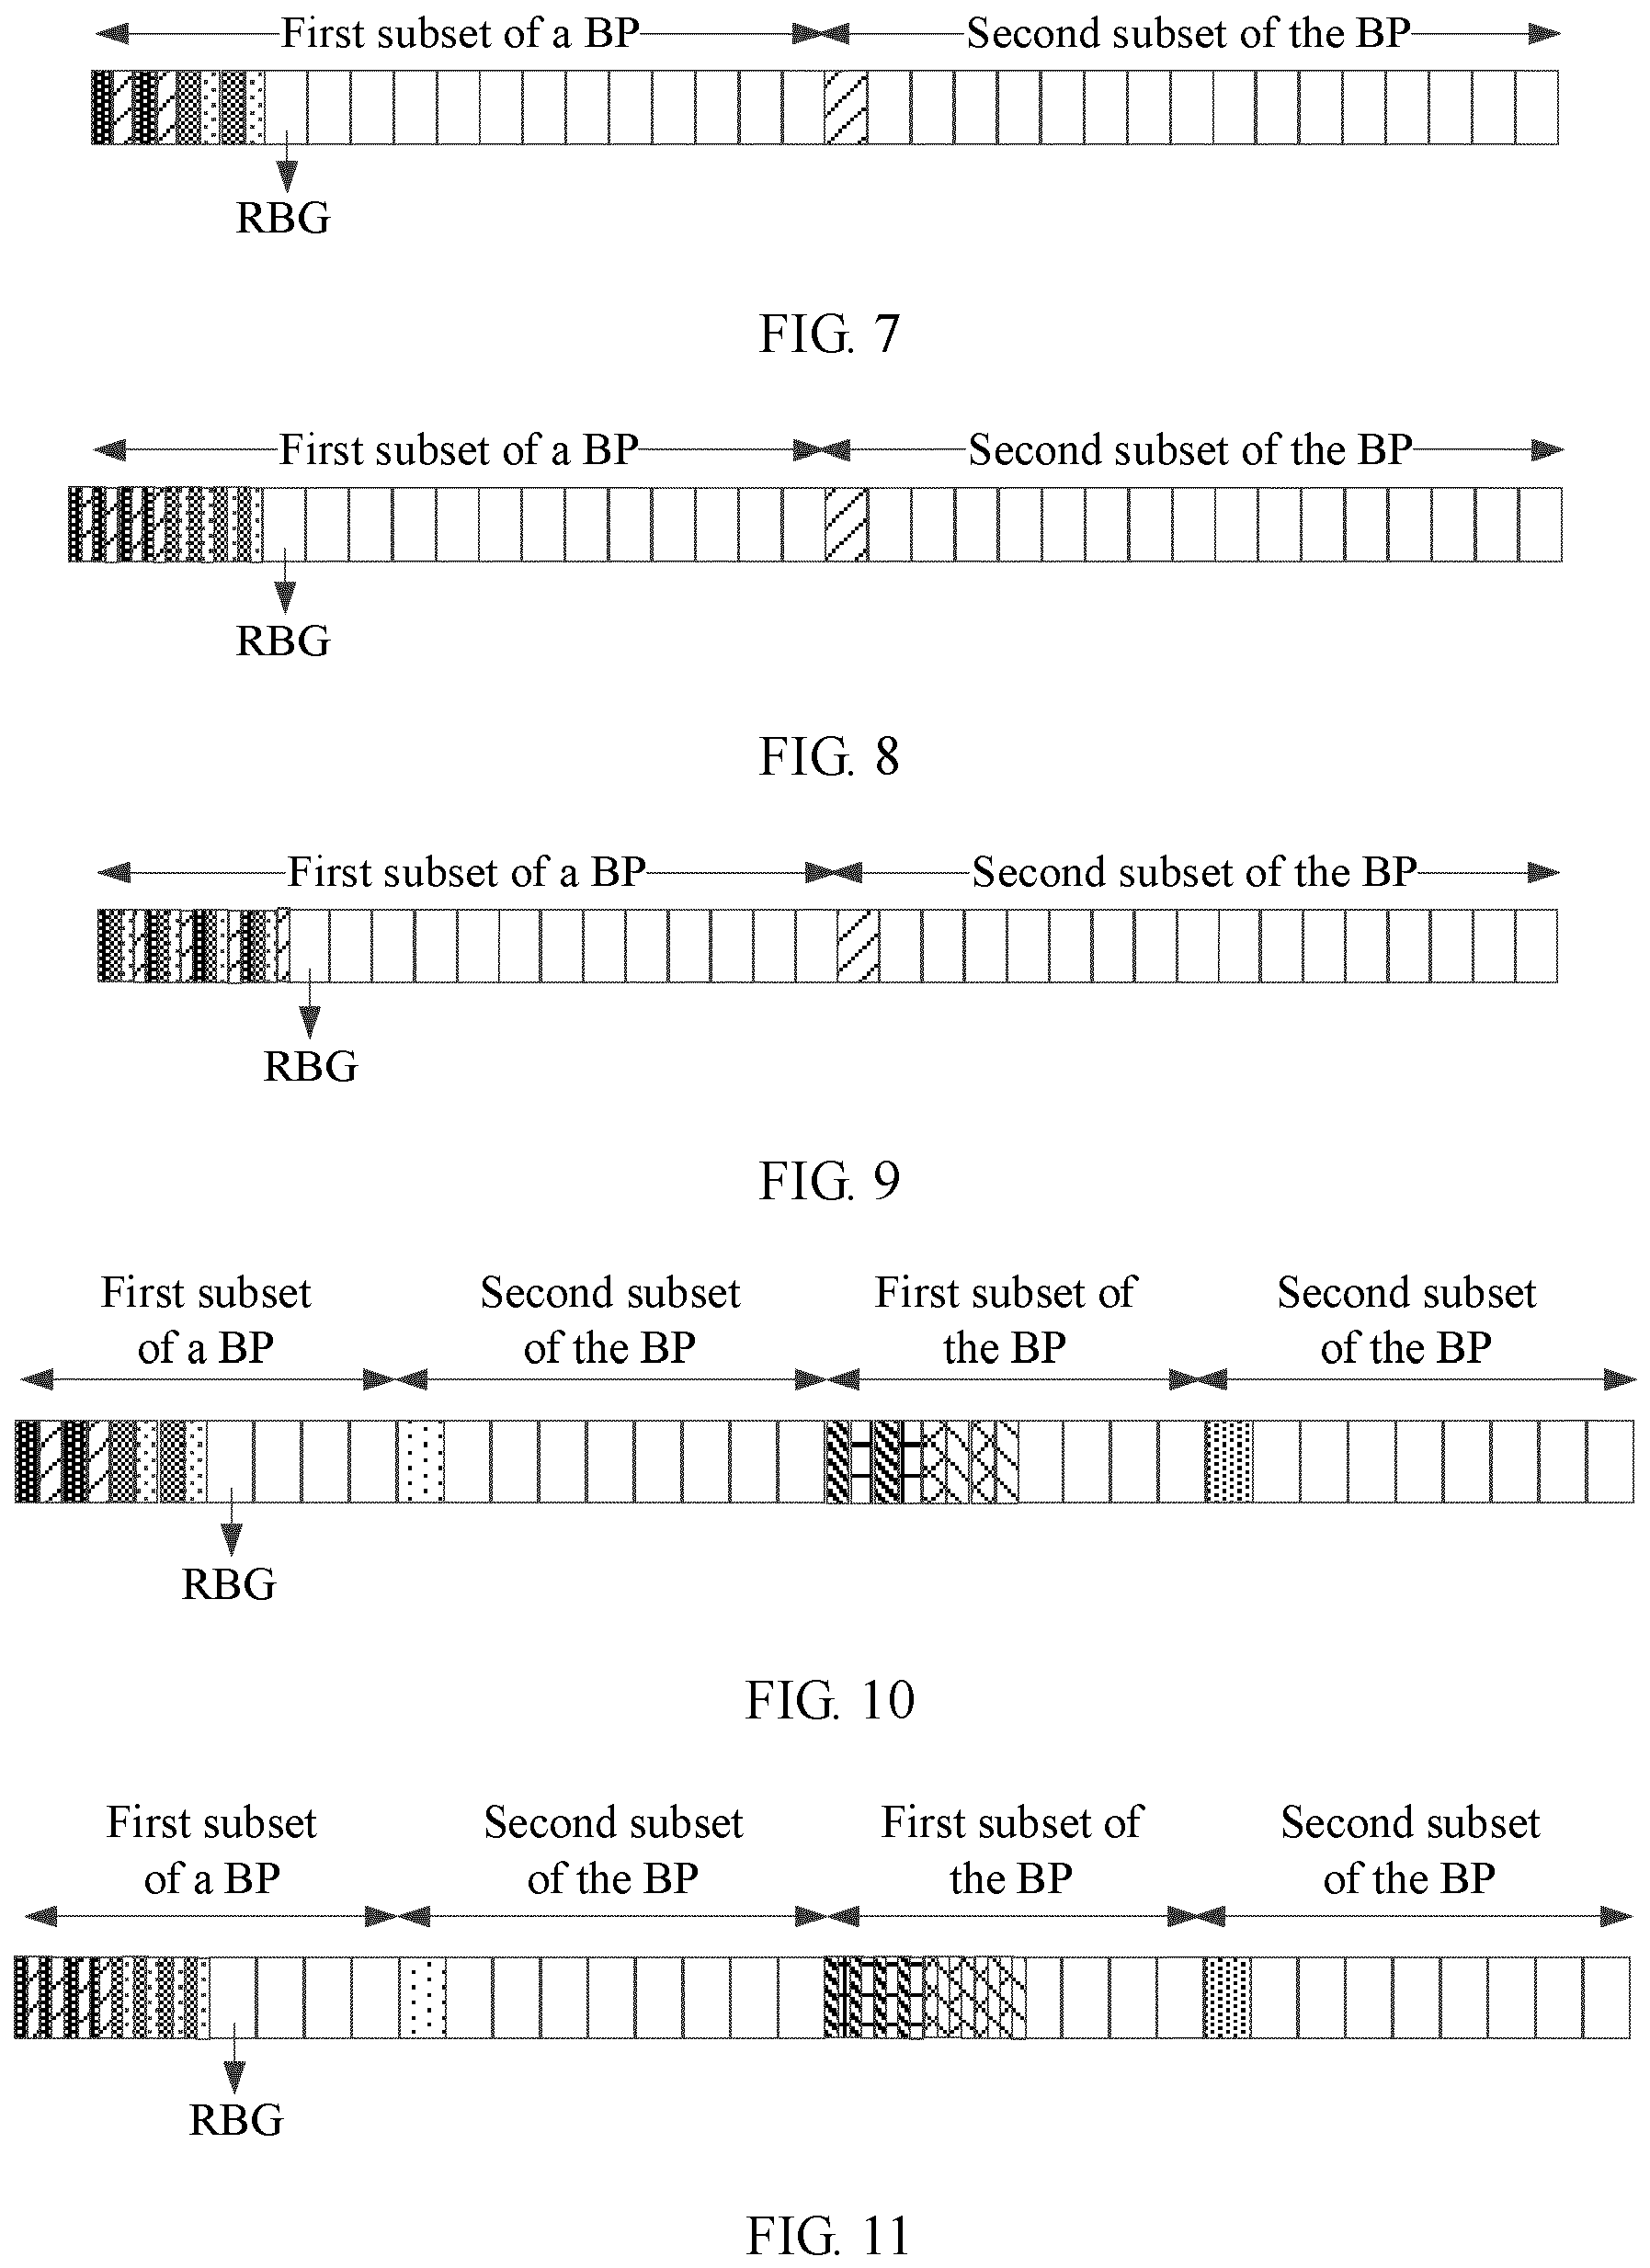 First subset of a BP Second subset of the BP
RBG
FIG. 7
First subset of a BP Second subset of the BP
RBG
FIG. 8
First subset of a BP Second subset of the BP
RBG
FIG. 9
First subset Second subset First subset of Second subset
of a BP of the BP the BP of the BP
RBG
FIG. 10
First subset Second subset First subset of Second subset
of a BP of the BP the BP of the BP
RBG
FIG. 11